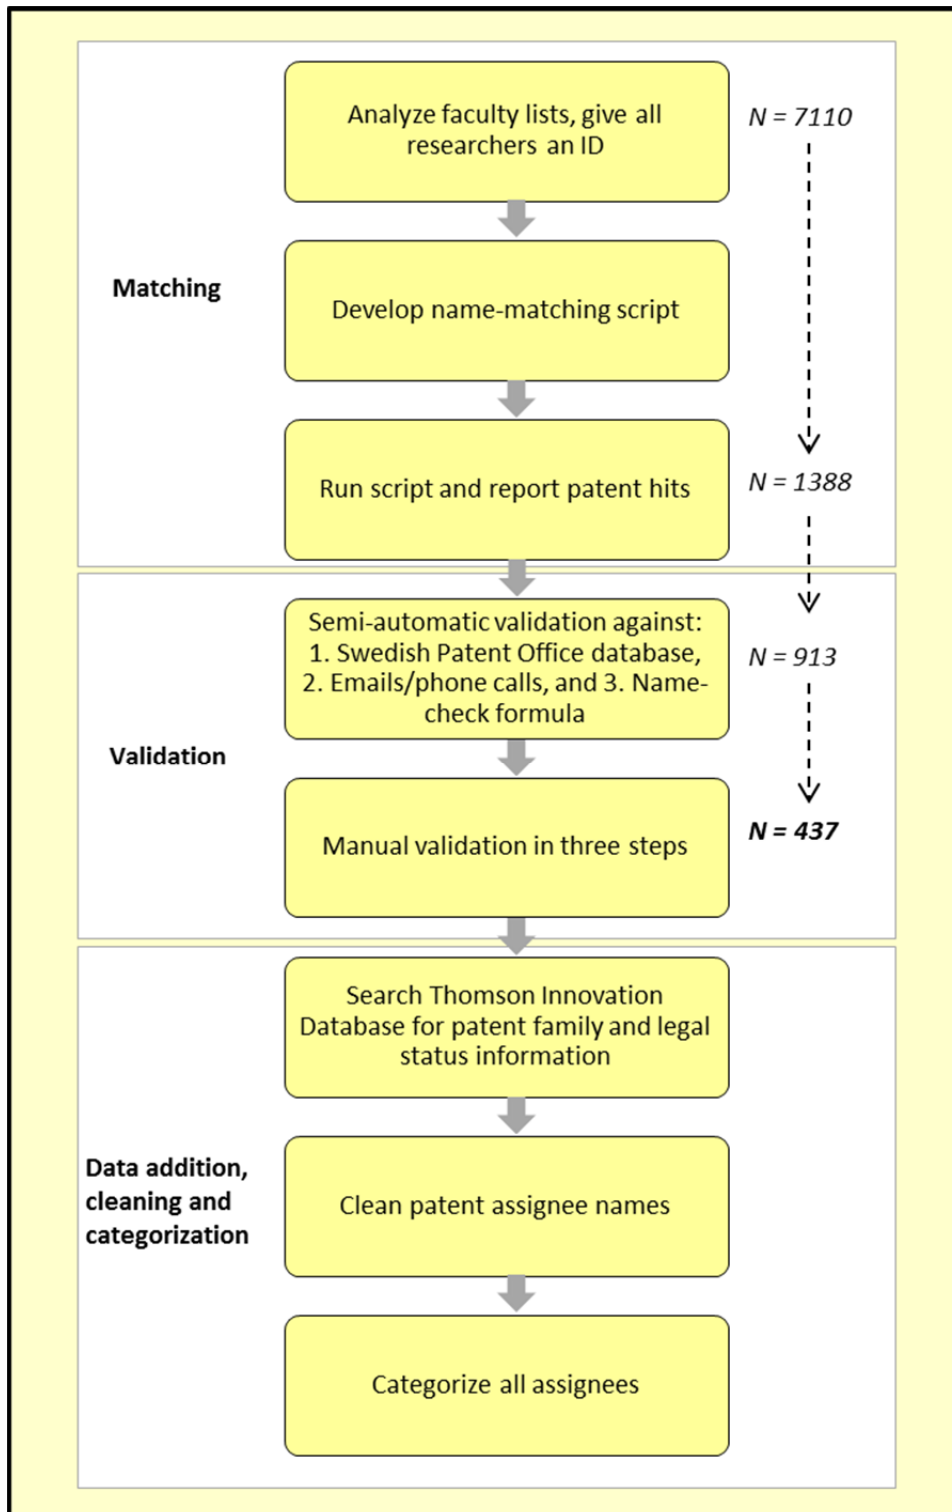 Analyze faculty lists, give all
researchers an ID
N = 7110
Matching
Develop name-matching script
Run script and report patent hits
N = 1388
Semi-automatic validation against:
1. Swedish Patent Office database,
2. Emails/phone calls, and 3. Name-
check formula
N = 913
Validation
Manual validation in three steps
N = 437
Search Thomson Innovation
Database for patent family and legal
status information
Data addition,
cleaning and
categorization
Clean patent assignee names
Categorize all assignees